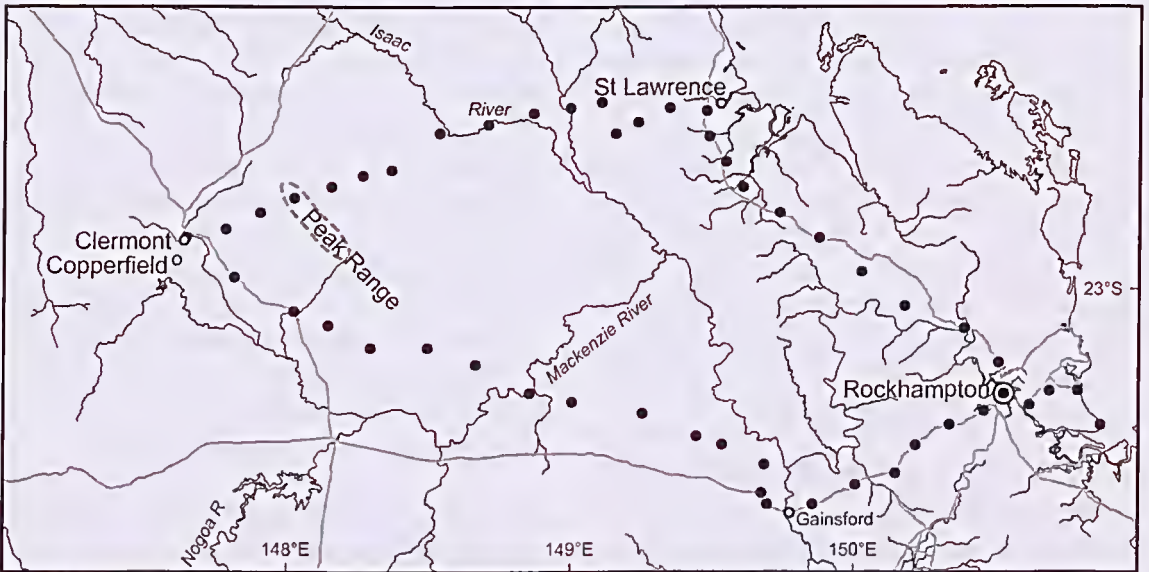 Isaac
River
St Lawrence
Peak Range
Clermont
Copperfield
23°S
Mackenzie River
Rockhampton
Gainsford
Nogoa R
148°E
149°E
150°E